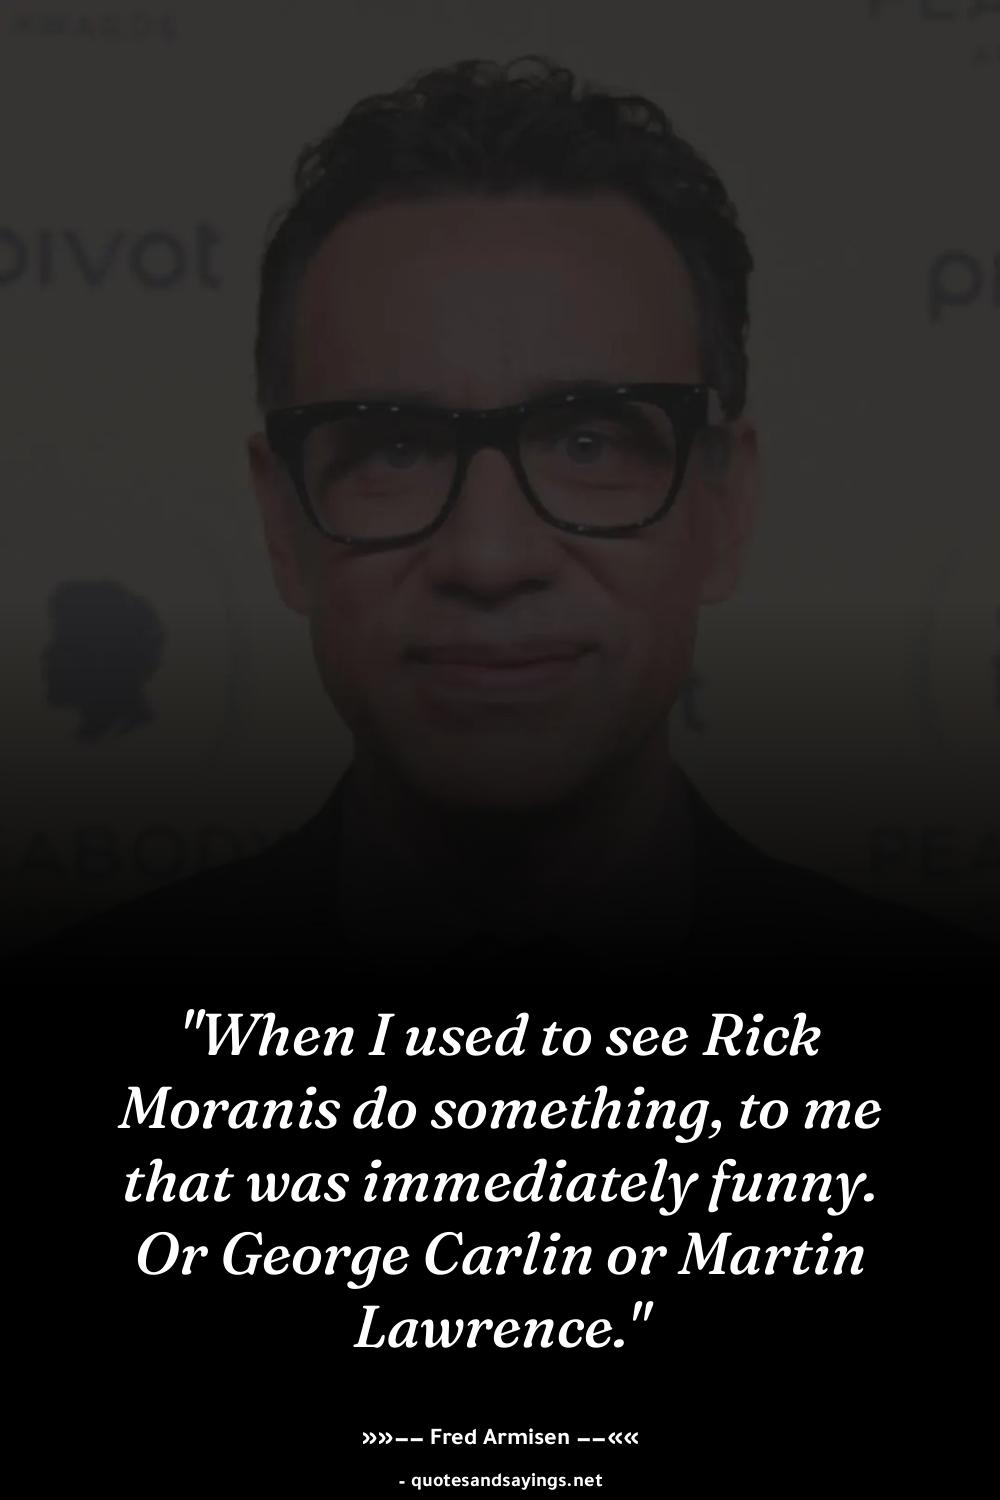 AWARDS
pivot
"When I used to see Rick
Moranis do something, to me
that was immediately funny.
Or George Carlin or Martin
Lawrence."
»»−− Fred Armisen −−««
- quotesandsayings.net